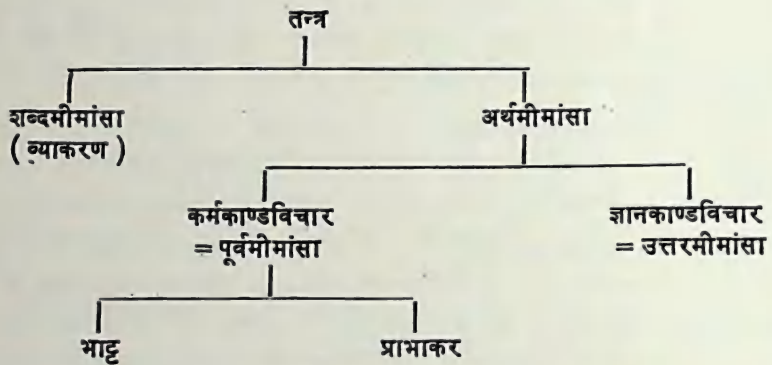 तन्त्र
शब्दमीमांसा अर्थमीमांसा
( व्याकरण )
कर्मकाण्डविचार ज्ञानकाण्डविचार
= पूर्वमीमांसा = उत्तरमीमांसा
भाट्ट प्राभाकर